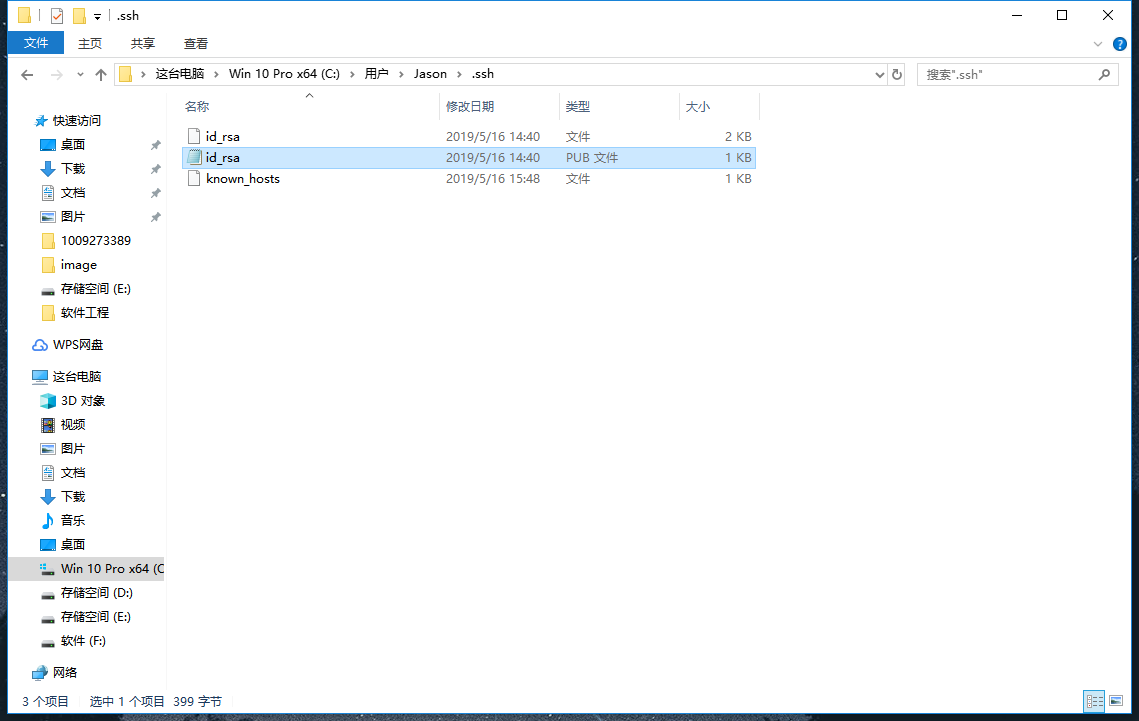 .ssh
文件 主页 共享 查看
这台电脑 Win 10 Pro x64 (C:) 用户 Jason .ssh
搜索".ssh"
名称 修改日期 类型 大小
id_rsa 2019/5/16 14:40 文件 2 KB
id_rsa 2019/5/16 14:40 PUB 文件 1 KB
known_hosts 2019/5/16 15:48 文件 1 KB
快速访问
桌面
下载
文档
图片
1009273389
image
存储空间 (E:)
软件工程
WPS网盘
这台电脑
3D 对象
视频
图片
文档
下载
音乐
桌面
Win 10 Pro x64 (C
存储空间 (D:)
存储空间 (E:)
软件 (F:)
网络
3 个项目 选中 1 个项目 399 字节